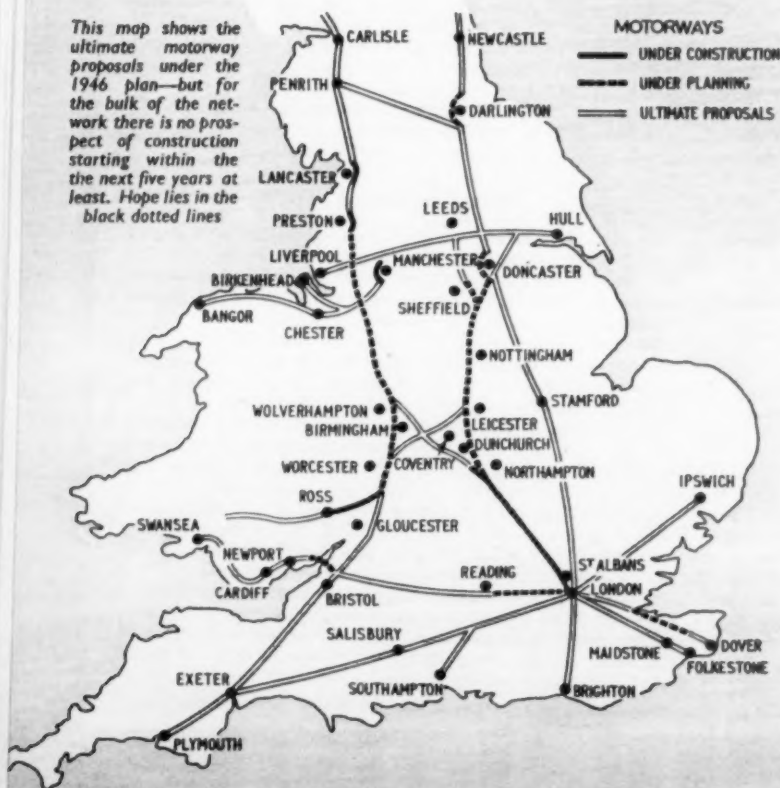 This map shows the
ultimate motorway
proposals under the
1946 plan—but for
the bulk of the net-
work there is no pros-
pect of construction
starting within the
the next five years at
least. Hope lies in the
black dotted lines
MOTORWAYS
UNDER CONSTRUCTION
UNDER PLANNING
ULTIMATE PROPOSALS
CARLISLE
NEWCASTLE
PENRITH
DARLINGTON
LANCASTER
PRESTON
LEEDS
HULL
LIVERPOOL
MANCHESTER
BIRKENHEAD
DONCASTER
SHEFFIELD
BANGOR
CHESTER
NOTTINGHAM
WOLVERHAMPTON
BIRMINGHAM
LEICESTER
STAMFORD
DUNCHURCH
WORCESTER
COVENTRY
NORTHAMPTON
IPSWICH
ROSS
SWANSEA
GLOUCESTER
NEWPORT
CARDIFF
READING
ST ALBANS
LONDON
BRISTOL
SALISBURY
MAIDSTONE
DOVER
FOLKESTONE
EXETER
SOUTHAMPTON
BRIGHTON
PLYMOUTH